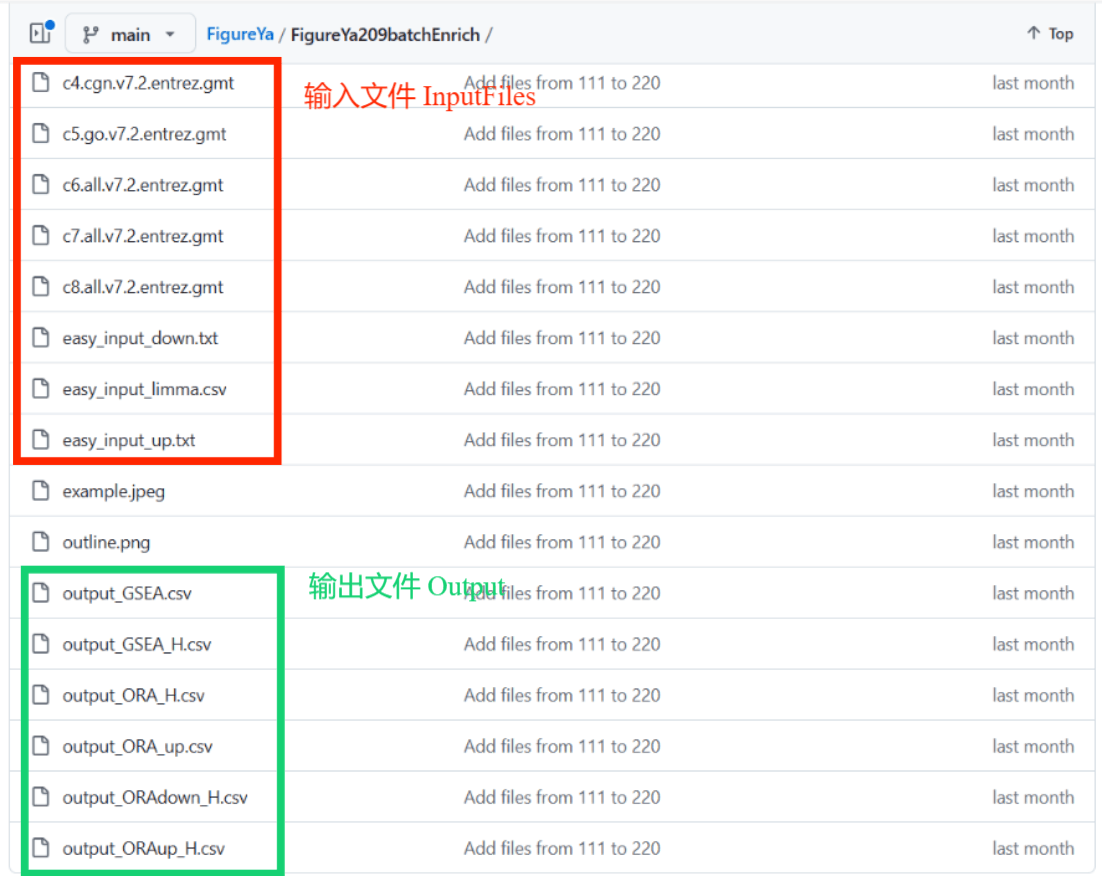 main FigureYa / FigureYa209batchEnrich / Top
c4.cgn.v7.2.entrez.gmt Add files from 111 to 220 last month
输入文件 InputFiles
c5.go.v7.2.entrez.gmt Add files from 111 to 220 last month
c6.all.v7.2.entrez.gmt Add files from 111 to 220 last month
c7.all.v7.2.entrez.gmt Add files from 111 to 220 last month
c8.all.v7.2.entrez.gmt Add files from 111 to 220 last month
easy_input_down.txt Add files from 111 to 220 last month
easy_input_limma.csv Add files from 111 to 220 last month
easy_input_up.txt Add files from 111 to 220 last month
example.jpeg Add files from 111 to 220 last month
outline.png Add files from 111 to 220 last month
输出文件 Output
output_GSEA.csv Add files from 111 to 220 last month
output_GSEA_H.csv Add files from 111 to 220 last month
output_ORA_H.csv Add files from 111 to 220 last month
output_ORA_up.csv Add files from 111 to 220 last month
output_ORAdown_H.csv Add files from 111 to 220 last month
output_ORAup_H.csv Add files from 111 to 220 last month